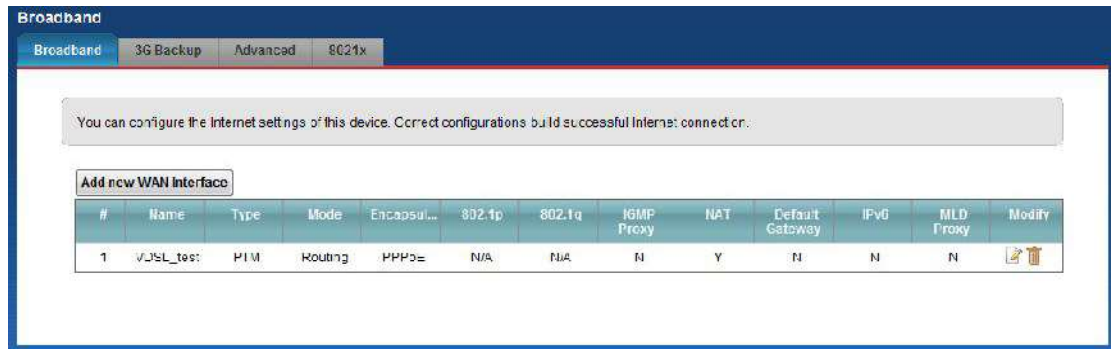 Broadband
Broadband 3G Backup Advanced 8021x
You can configure the Internet settings of this device. Correct configurations build successful Internet connection.
Add new WAN Interface
# Name Type Mode Encapsul... 802.1p 802.1q IGMP Proxy NAT Default Gateway IPv6 MLD Proxy Modify
1 VDSL_test PTM Routing PPPoE N/A N/A N Y N N N